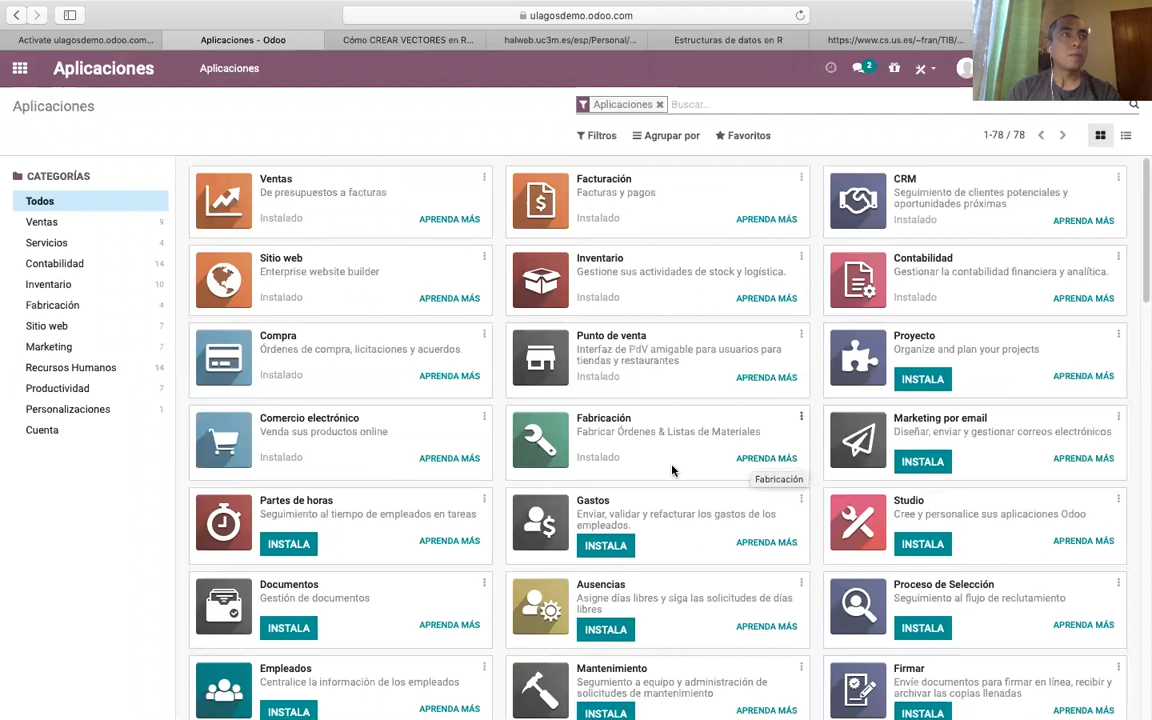 ulagosdemo.odoo.com
Activate ulagosdemo.odoo.com...
Aplicaciones - Odoo
Cómo CREAR VECTORES en R...
halweb.uc3m.es/esp/Personal/...
Estructuras de datos en R
https://www.cs.us.es/~fran/TIB/...
Aplicaciones
Aplicaciones
2
Aplicaciones
Aplicaciones
Buscar...
Filtros
Agrupar por
Favoritos
1-78 / 78
CATEGORÍAS
Todos
Ventas 9
Servicios 4
Contabilidad 14
Inventario 10
Fabricación 4
Sitio web 7
Marketing 7
Recursos Humanos 14
Productividad 7
Personalizaciones 1
Cuenta
Ventas
De presupuestos a facturas
Instalado
APRENDA MÁS
Facturación
Facturas y pagos
Instalado
APRENDA MÁS
CRM
Seguimiento de clientes potenciales y
oportunidades próximas
Instalado
APRENDA MÁS
Sitio web
Enterprise website builder
Instalado
APRENDA MÁS
Inventario
Gestione sus actividades de stock y logística.
Instalado
APRENDA MÁS
Contabilidad
Gestionar la contabilidad financiera y analítica.
Instalado
APRENDA MÁS
Compra
Órdenes de compra, licitaciones y acuerdos.
Instalado
APRENDA MÁS
Punto de venta
Interfaz de PdV amigable para usuarios para
tiendas y restaurantes
Instalado
APRENDA MÁS
Proyecto
Organize and plan your projects
INSTALA
APRENDA MÁS
Comercio electrónico
Venda sus productos online
Instalado
APRENDA MÁS
Fabricación
Fabricar Órdenes & Listas de Materiales
Instalado
APRENDA MÁS
Fabricación
Marketing por email
Diseñar, enviar y gestionar correos electrónicos
INSTALA
APRENDA MÁS
Partes de horas
Seguimiento al tiempo de empleados en tareas
INSTALA
APRENDA MÁS
Gastos
Enviar, validar y refacturar los gastos de los
empleados.
INSTALA
APRENDA MÁS
Studio
Cree y personalice sus aplicaciones Odoo
INSTALA
APRENDA MÁS
Documentos
Gestión de documentos
INSTALA
APRENDA MÁS
Ausencias
Asigne días libres y siga las solicitudes de días
libres
INSTALA
APRENDA MÁS
Proceso de Selección
Seguimiento al flujo de reclutamiento
INSTALA
APRENDA MÁS
Empleados
Centralice la información de los empleados
INSTALA
APRENDA MÁS
Mantenimiento
Segumiento a equipo y administración de
solicitudes de mantenimiento
INSTALA
APRENDA MÁS
Firmar
Envíe documentos para firmar en línea, recibir y
archivar las copias llenadas
INSTALA
APRENDA MÁS